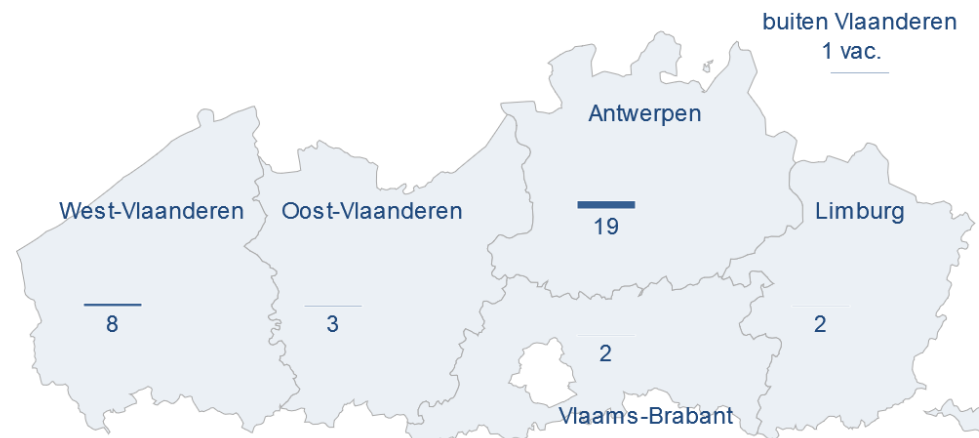 buiten Vlaanderen
1 vac.
Antwerpen
19
West-Vlaanderen
8
Oost-Vlaanderen
3
Limburg
2
2
Vlaams-Brabant